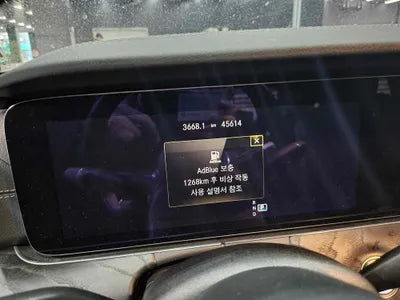 3668.1 km 45614
AdBlue 보충
1268km 후 비상 작동
사용 설명서 참조
R
N
D
P